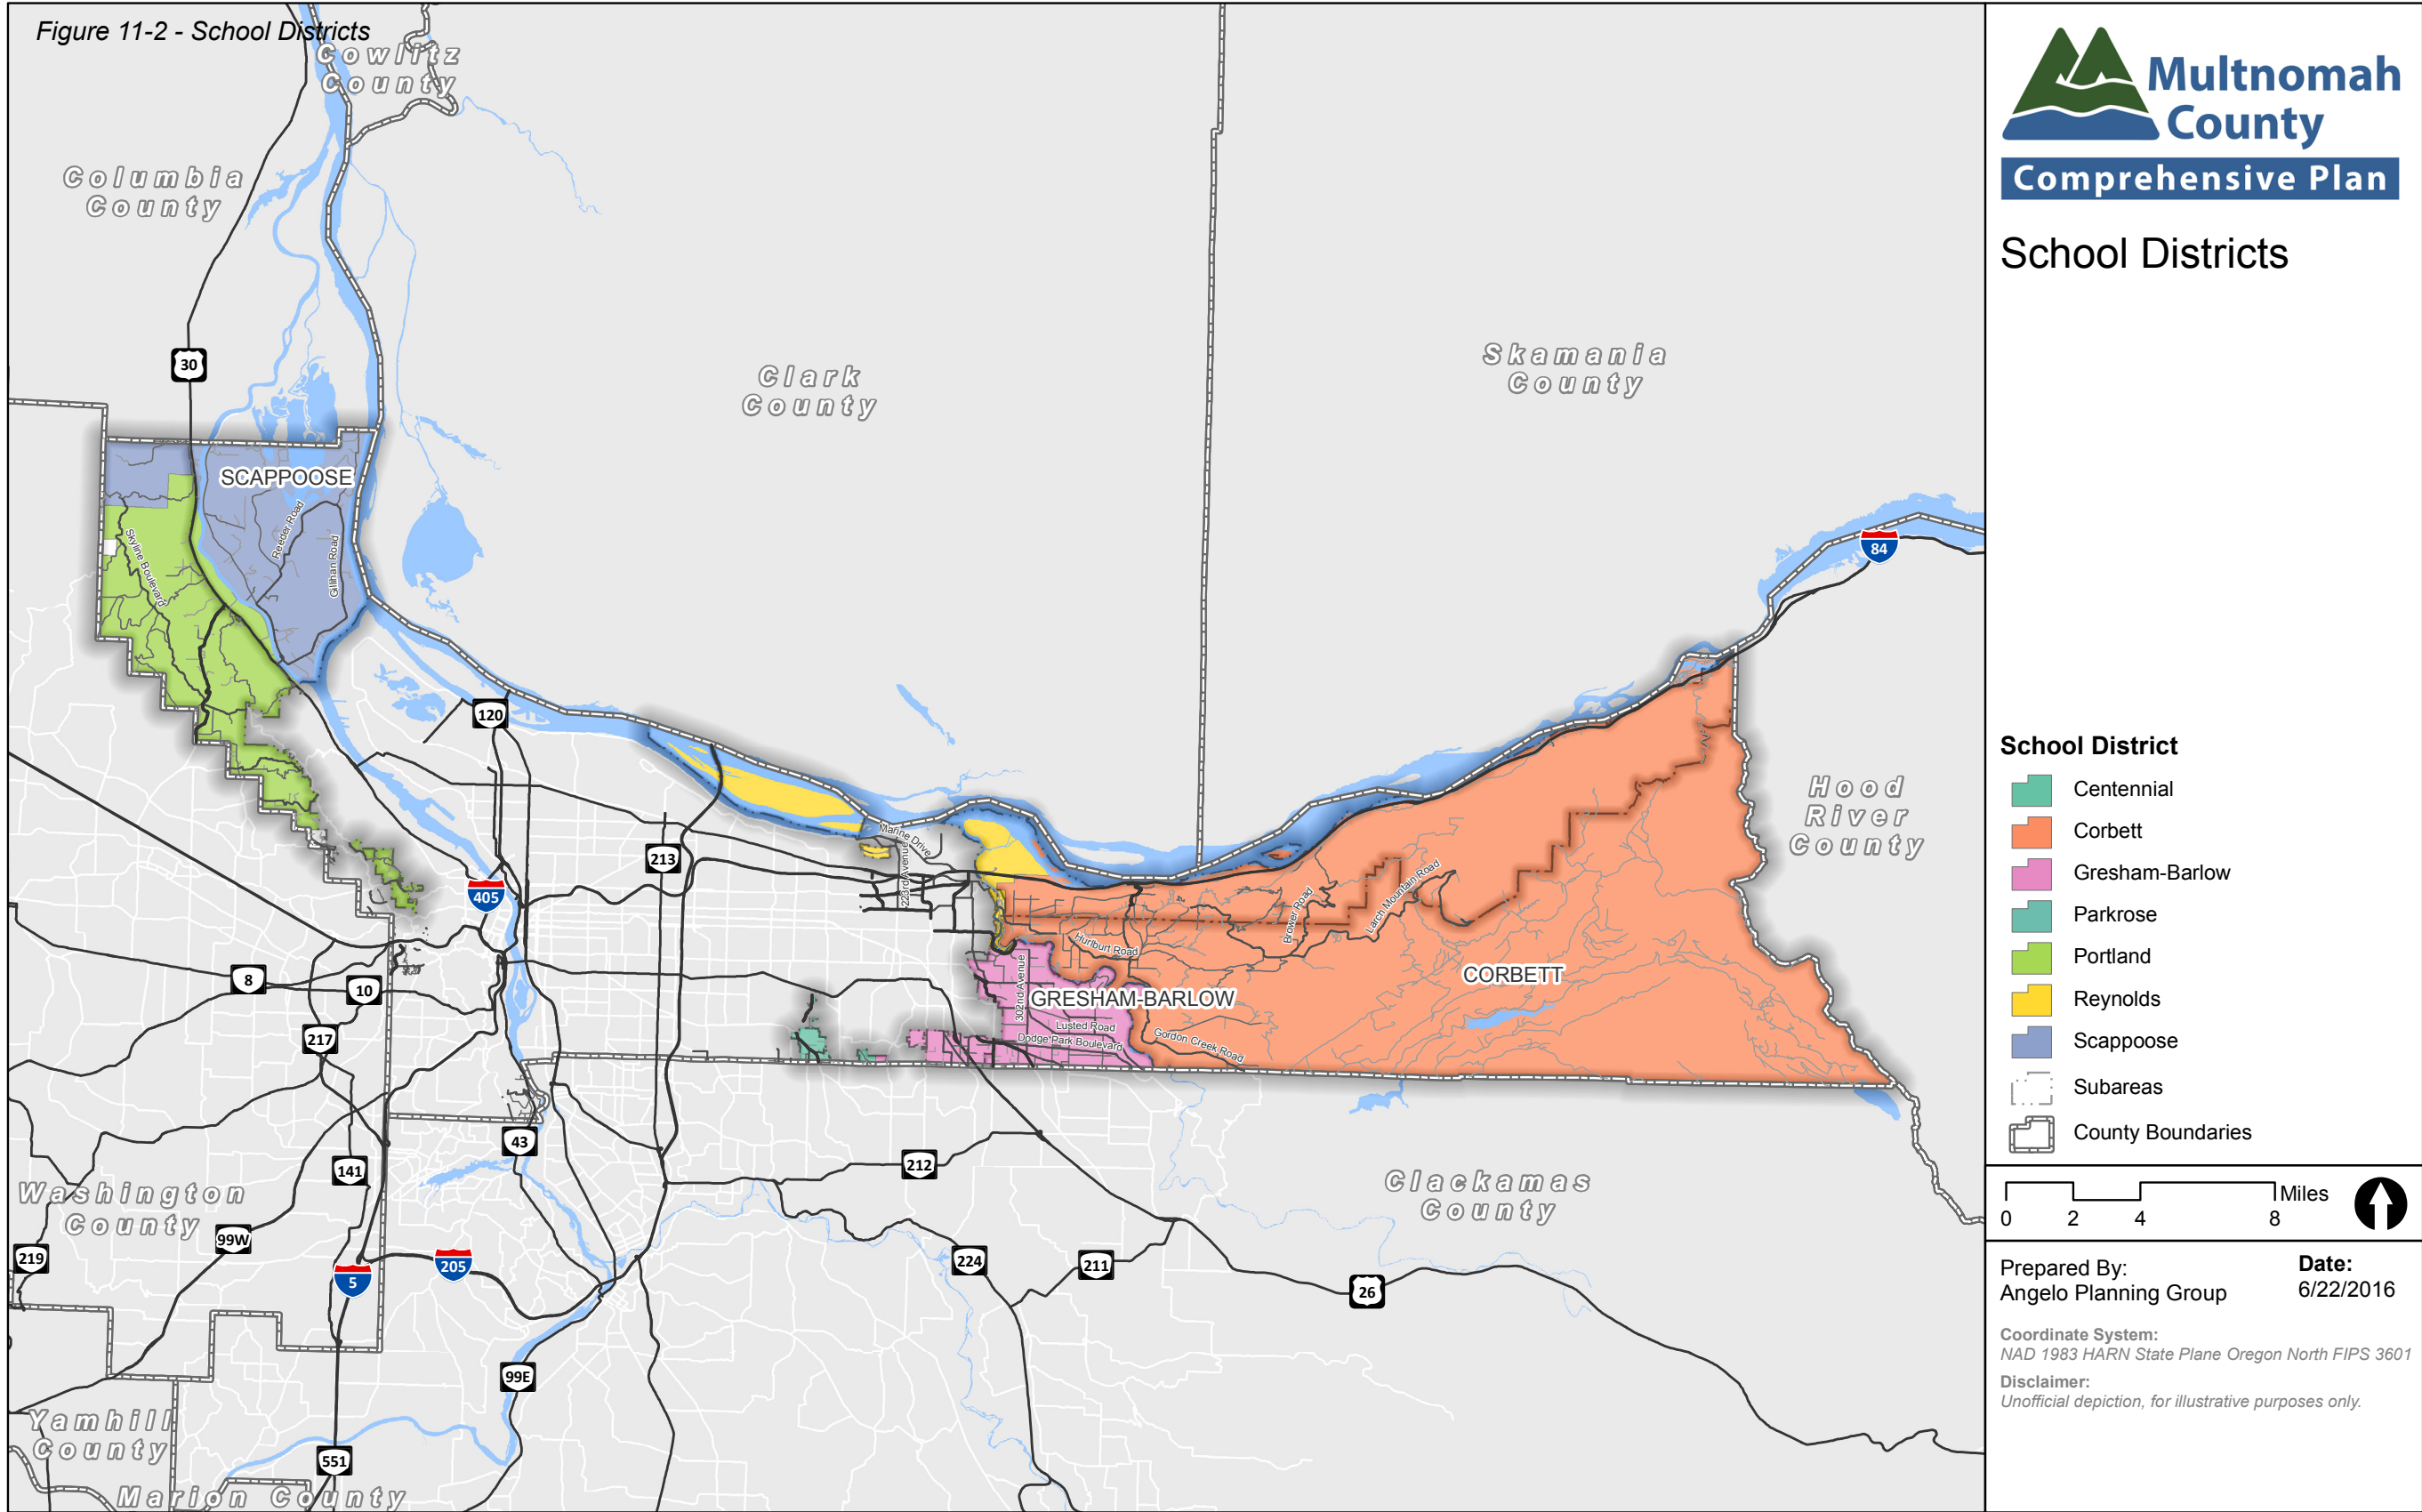 Figure 11-2 - School Districts
Cowlitz
County
Columbia
County
30
Clark
County
Skamania
County
SCAPPOOSE
Reeder Road
Gillihan Road
Skyline Boulevard
84
120
Hood
River
County
Marine Drive
223rd Avenue
213
405
Brower Road
Larch Mountain Road
Hurlburt Road
8
10
302nd Avenue
GRESHAM-BARLOW
CORBETT
Lusted Road
Dodge Park Boulevard
Gordon Creek Road
217
43
141
212
Washington
County
Clackamas
County
99W
219
5
205
224
211
26
99E
Yamhill
County
551
Marion County
Multnomah
County
Comprehensive Plan
School Districts
School District
Centennial
Corbett
Gresham-Barlow
Parkrose
Portland
Reynolds
Scappoose
Subareas
County Boundaries
Miles
0 2 4 8
Prepared By:
Angelo Planning Group
Date:
6/22/2016
Coordinate System:
NAD 1983 HARN State Plane Oregon North FIPS 3601
Disclaimer:
Unofficial depiction, for illustrative purposes only.